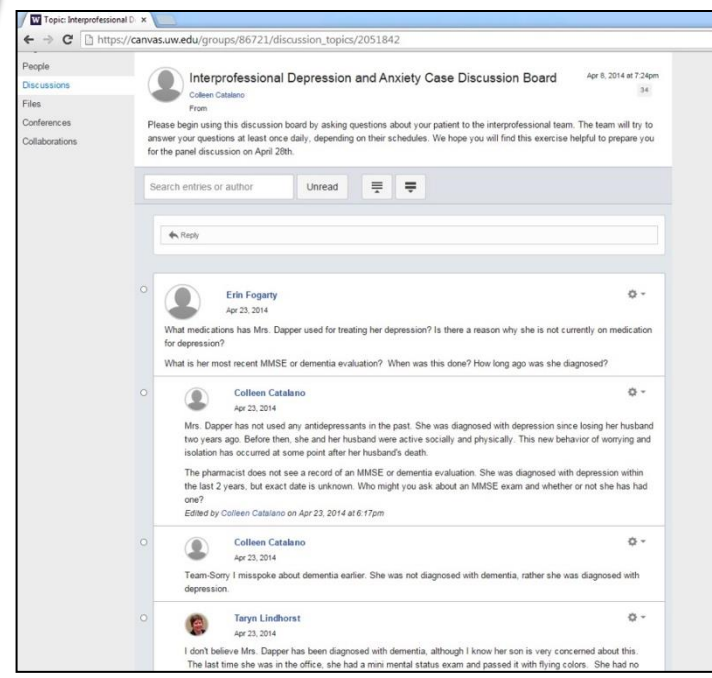 Topic: Interprofessional D
https://canvas.uw.edu/groups/86721/discussion_topics/2051842
People
Discussions
Files
Conferences
Collaborations
Interprofessional Depression and Anxiety Case Discussion Board
Apr 8, 2014 at 7:24pm
34
Colleen Catalano
From
Please begin using this discussion board by asking questions about your patient to the interprofessional team. The team will try to
answer your questions at least once daily, depending on their schedules. We hope you will find this exercise helpful to prepare you
for the panel discussion on April 28th.
Search entries or author
Unread
Reply
Erin Fogarty
Apr 23, 2014
What medications has Mrs. Dapper used for treating her depression? Is there a reason why she is not currently on medication
for depression?
What is her most recent MMSE or dementia evaluation? When was this done? How long ago was she diagnosed?
Colleen Catalano
Apr 23, 2014
Mrs. Dapper has not used any antidepressants in the past. She was diagnosed with depression since losing her husband
two years ago. Before then, she and her husband were active socially and physically. This new behavior of worrying and
isolation has occurred at some point after her husband's death.
The pharmacist does not see a record of an MMSE or dementia evaluation. She was diagnosed with depression within
the last 2 years, but exact date is unknown. Who might you ask about an MMSE exam and whether or not she has had
one?
Edited by Colleen Catalano on Apr 23, 2014 at 6:17pm
Colleen Catalano
Apr 23, 2014
Team-Sorry I misspoke about dementia earlier. She was not diagnosed with dementia, rather she was diagnosed with
depression.
Taryn Lindhorst
Apr 23, 2014
I don't believe Mrs. Dapper has been diagnosed with dementia, although I know her son is very concerned about this.
The last time she was in the office, she had a mini mental status exam and passed it with flying colors. She had no